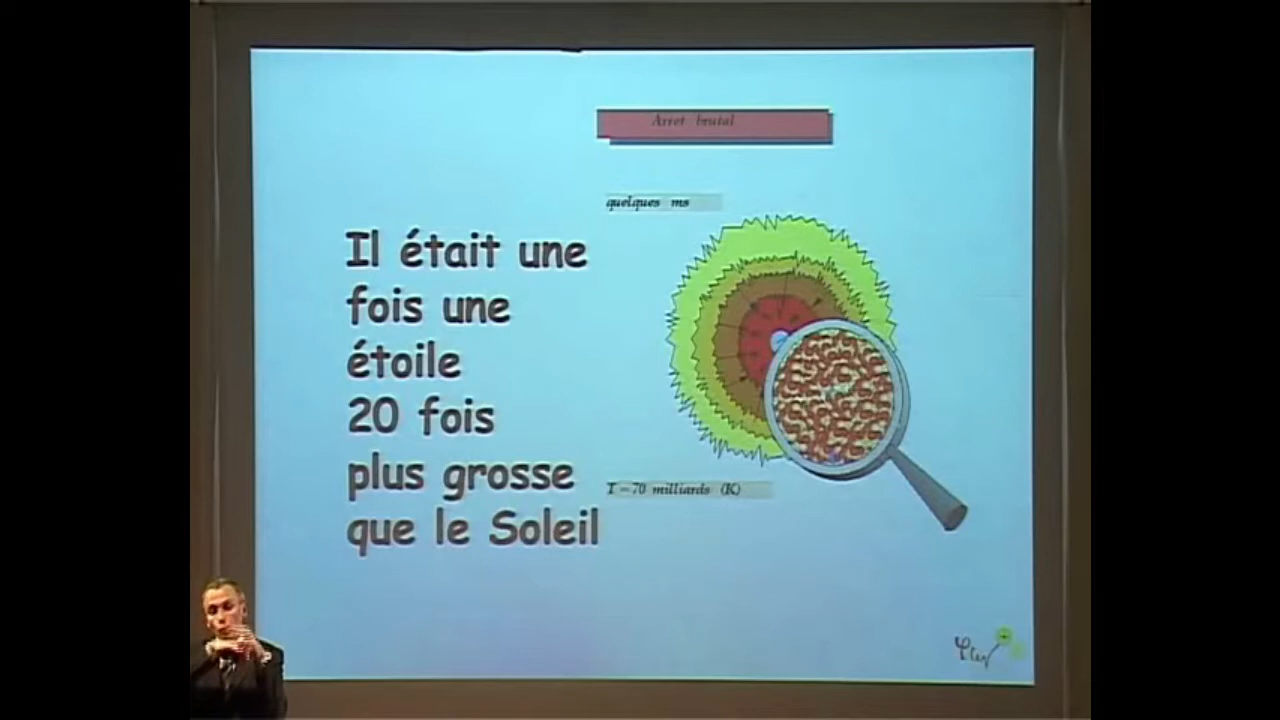 Arret brutal
quelques ms
Il était une
fois une
étoile
20 fois
plus grosse
que le Soleil
T=70 milliards (K)